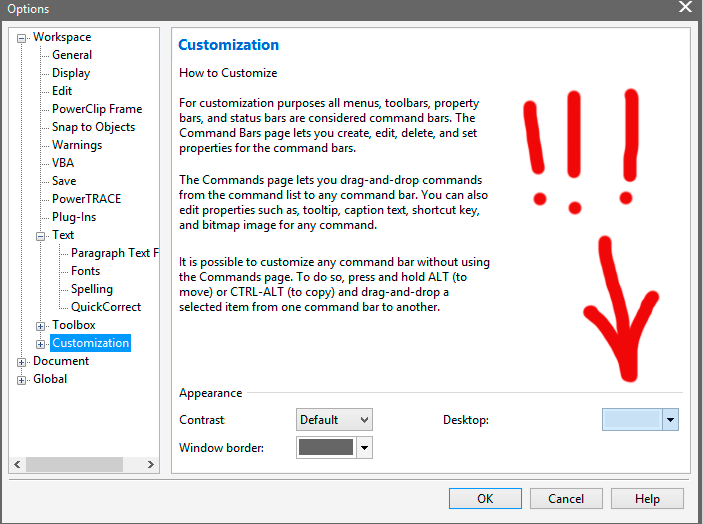 Options
Workspace
General
Display
Edit
PowerClip Frame
Snap to Objects
Warnings
VBA
Save
PowerTRACE
Plug-Ins
Text
Paragraph Text F
Fonts
Spelling
QuickCorrect
Toolbox
Customization
Document
Global
Customization
How to Customize
For customization purposes all menus, toolbars, property
bars, and status bars are considered command bars. The
Command Bars page lets you create, edit, delete, and set
properties for the command bars.
The Commands page lets you drag-and-drop commands
from the command list to any command bar. You can also
edit properties such as, tooltip, caption text, shortcut key,
and bitmap image for any command.
It is possible to customize any command bar without using
the Commands page. To do so, press and hold ALT (to
move) or CTRL-ALT (to copy) and drag-and-drop a
selected item from one command bar to another.
!!!
Appearance
Contrast Default Desktop:
Window border:
OK Cancel Help